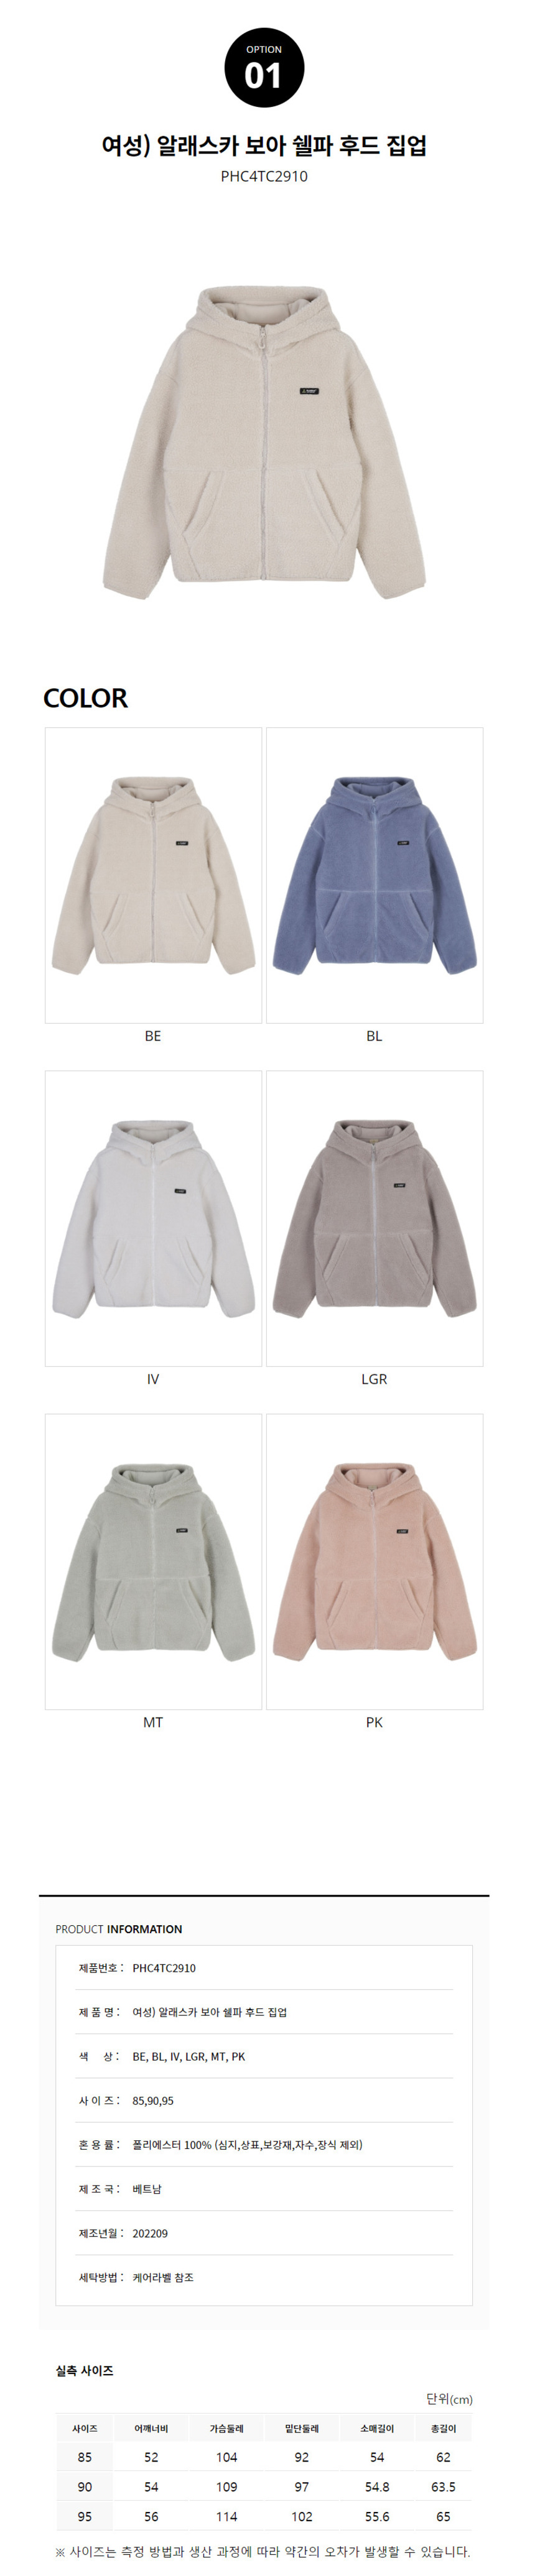 OPTION
01
여성) 알래스카 보아 쉘파 후드 집업
PHC4TC2910
COLOR
BE
BL
IV
LGR
MT
PK
PRODUCT INFORMATION
제품번호 : PHC4TC2910
제 품 명 : 여성) 알래스카 보아 쉘파 후드 집업
색 상 : BE, BL, IV, LGR, MT, PK
사 이 즈 : 85,90,95
혼 용 률 : 폴리에스터 100% (심지,상표,보강재,자수,장식 제외)
제 조 국 : 베트남
제조년월 : 202209
세탁방법 : 케어라벨 참조
실측 사이즈
단위(cm)
사이즈 어깨너비 가슴둘레 밑단둘레 소매길이 총길이
85 52 104 92 54 62
90 54 109 97 54.8 63.5
95 56 114 102 55.6 65
※ 사이즈는 측정 방법과 생산 과정에 따라 약간의 오차가 발생할 수 있습니다.